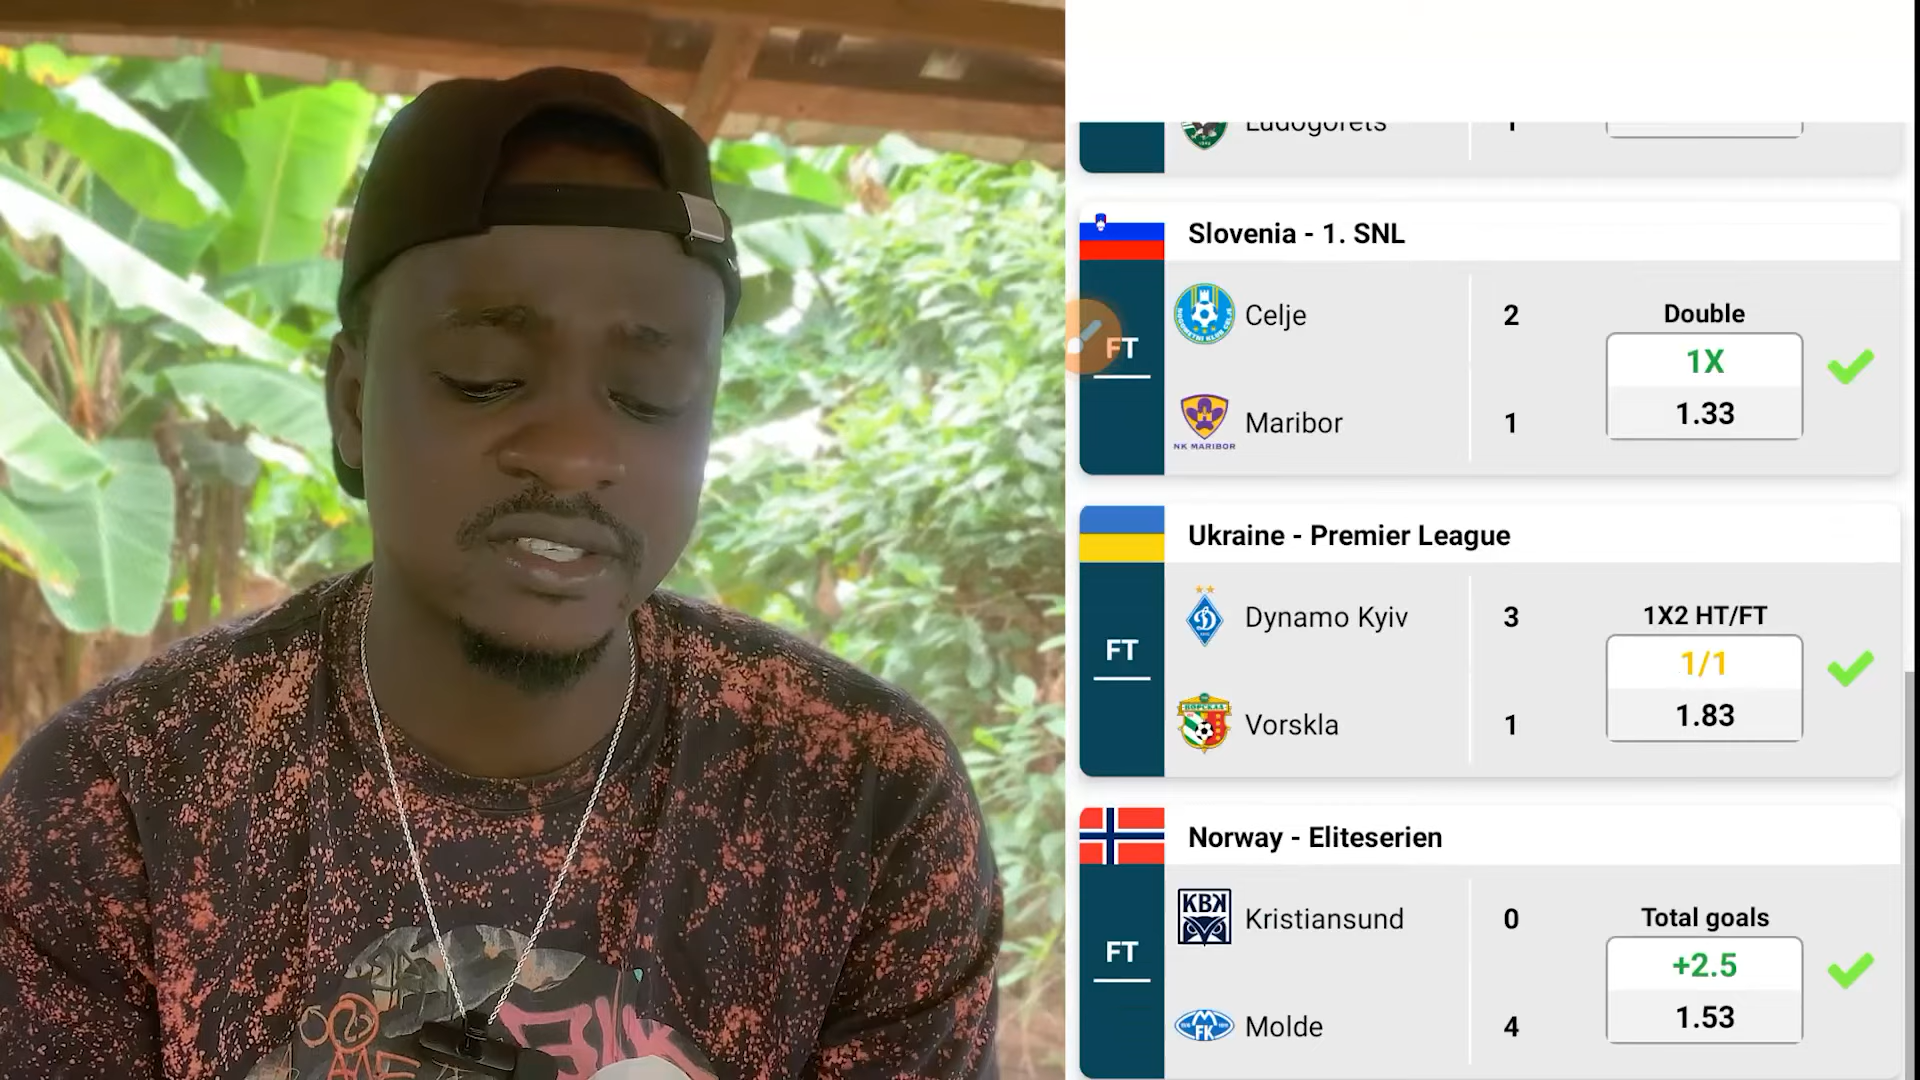 Ludogorets
1
Slovenia - 1. SNL
FT
Celje
2
Maribor
1
NK MARIBOR
Double
1X
1.33
Ukraine - Premier League
FT
Dynamo Kyiv
3
Vorskla
1
1X2 HT/FT
1/1
1.83
Norway - Eliteserien
FT
KBK
Kristiansund
0
Molde
4
Total goals
+2.5
1.53